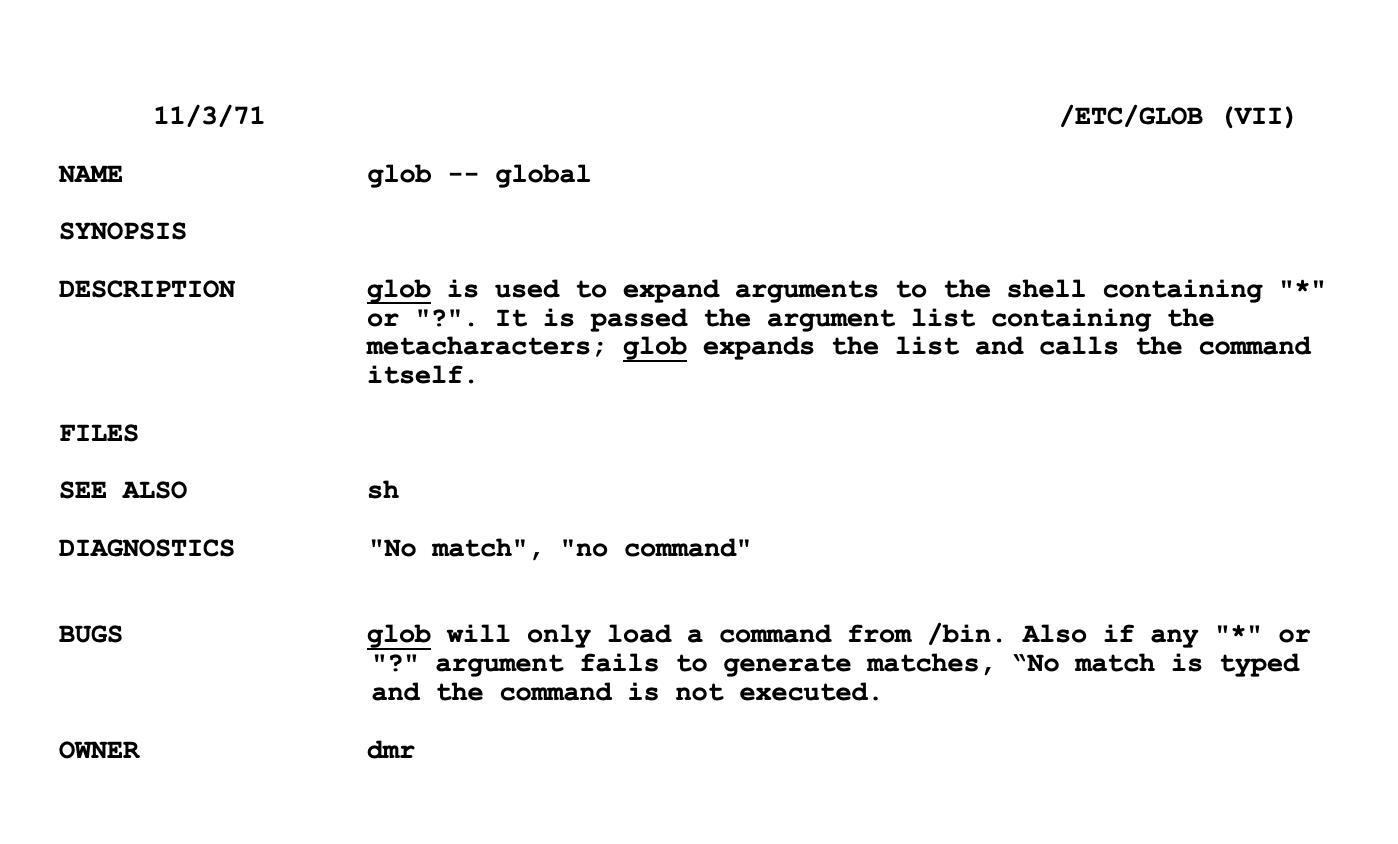 11/3/71 /ETC/GLOB (VII)
NAME glob -- global
SYNOPSIS
DESCRIPTION glob is used to expand arguments to the shell containing "*"
or "?". It is passed the argument list containing the
metacharacters; glob expands the list and calls the command
itself.
FILES
SEE ALSO sh
DIAGNOSTICS "No match", "no command"
BUGS glob will only load a command from /bin. Also if any "*" or
"?" argument fails to generate matches, “No match is typed
and the command is not executed.
OWNER dmr